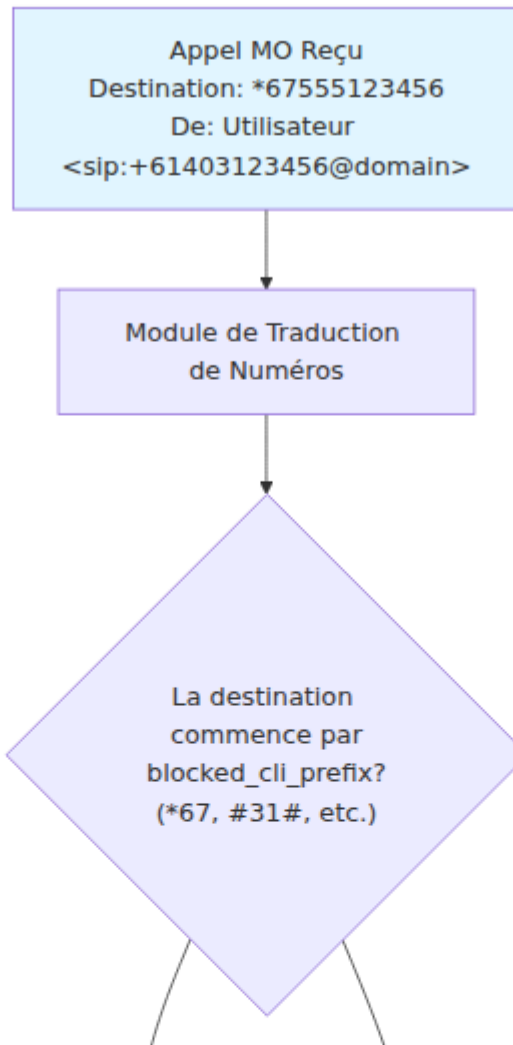 Appel MO Reçu
Destination: *67555123456
De: Utilisateur
<sip:+61403123456@domain>
Module de Traduction
de Numéros
La destination
commence par
blocked_cli_prefix?
(*67, #31#, etc.)